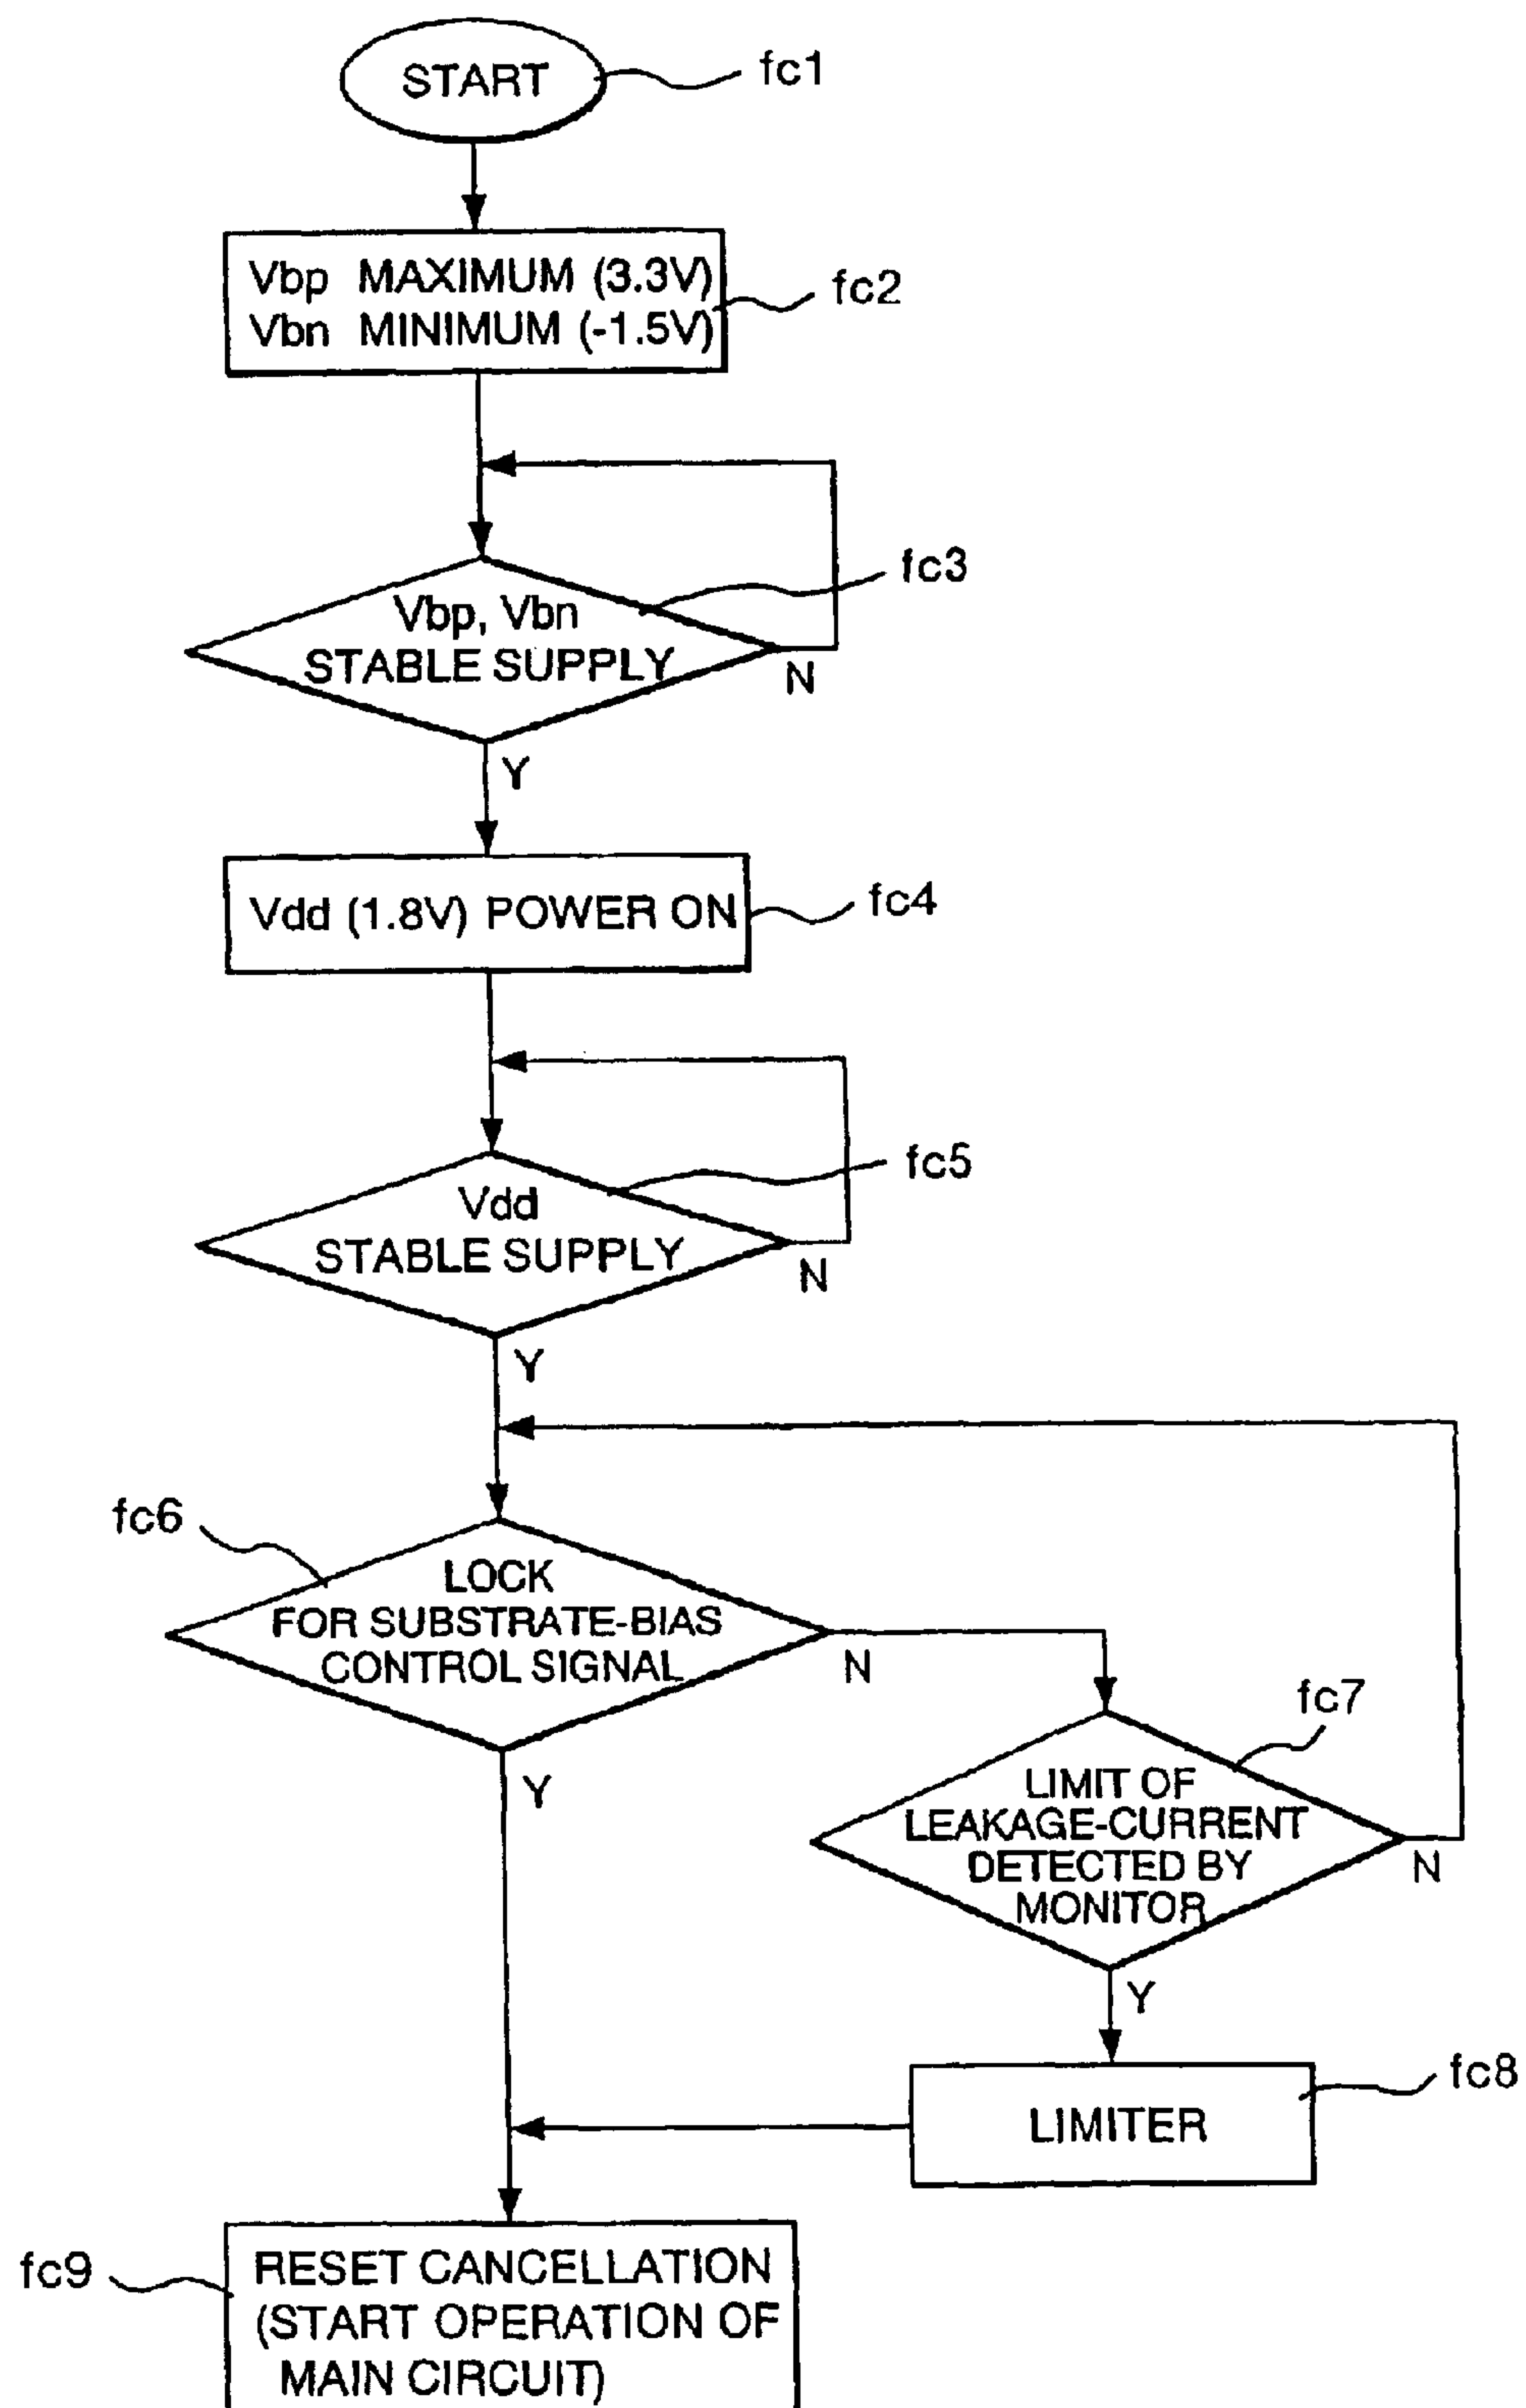 START
fc1
Vbp MAXIMUM (3.3V)
Vbn MINIMUM (-1.5V)
fc2
fc3
Vbp, Vbn
STABLE SUPPLY
N
Y
Vdd (1.8V) POWER ON
fc4
fc5
Vdd
STABLE SUPPLY
N
Y
fc6
LOCK
FOR SUBSTRATE-BIAS
CONTROL SIGNAL
N
Y
fc7
LIMIT OF
LEAKAGE-CURRENT
DETECTED BY
MONITOR
N
Y
fc8
LIMITER
fc9
RESET CANCELLATION
(START OPERATION OF
MAIN CIRCUIT)